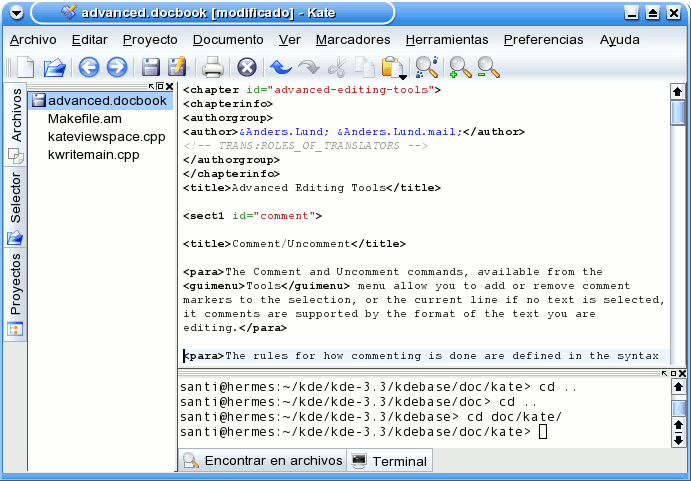 advanced.docbook [modificado] - Kate
Archivo Editar Proyecto Documento Ver Marcadores Herramientas Preferencias Ayuda
Archivos
Selector
Proyectos
advanced.docbook
Makefile.am
kateviewspace.cpp
kwritemain.cpp
<chapter id="advanced-editing-tools">
<chapterinfo>
<authorgroup>
<author>&Anders.Lund; &Anders.Lund.mail;</author>
<!-- TRANS:ROLES_OF_TRANSLATORS -->
</authorgroup>
</chapterinfo>
<title>Advanced Editing Tools</title>
<sect1 id="comment">
<title>Comment/Uncomment</title>
<para>The Comment and Uncomment commands, available from the
<guimenu>Tools</guimenu> menu allow you to add or remove comment
markers to the selection, or the current line if no text is selected,
it comments are supported by the format of the text you are
editing.</para>
<para>The rules for how commenting is done are defined in the syntax
santi@hermes:~/kde/kde-3.3/kdebase/doc/kate> cd ..
santi@hermes:~/kde/kde-3.3/kdebase/doc> cd ..
santi@hermes:~/kde/kde-3.3/kdebase> cd doc/kate/
santi@hermes:~/kde/kde-3.3/kdebase/doc/kate>
Encontrar en archivos Terminal